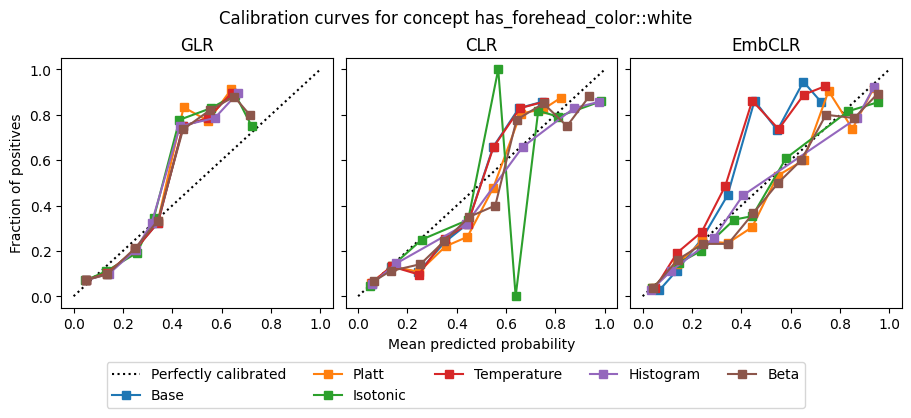 Calibration curves for concept has_forehead_color::white
GLR
CLR
EmbCLR
Fraction of positives
1.0
0.8
0.6
0.4
0.2
0.0
0.0 0.2 0.4 0.6 0.8 1.0
0.0 0.2 0.4 0.6 0.8 1.0
0.0 0.2 0.4 0.6 0.8 1.0
Mean predicted probability
Perfectly calibrated
Base
Platt
Isotonic
Temperature
Histogram
Beta